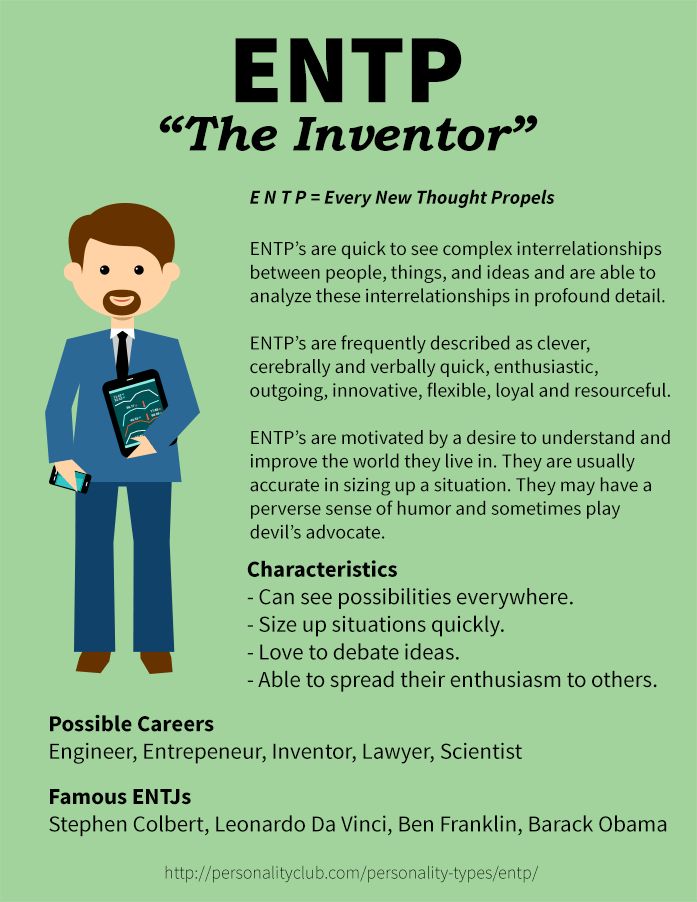 ENTP
“The Inventor”
E N T P = Every New Thought Propels
ENTP’s are quick to see complex interrelationships
between people, things, and ideas and are able to
analyze these interrelationships in profound detail.
ENTP’s are frequently described as clever,
cerebrally and verbally quick, enthusiastic,
outgoing, innovative, flexible, loyal and resourceful.
ENTP’s are motivated by a desire to understand and
improve the world they live in. They are usually
accurate in sizing up a situation. They may have a
perverse sense of humor and sometimes play
devil’s advocate.
Characteristics
- Can see possibilities everywhere.
- Size up situations quickly.
- Love to debate ideas.
- Able to spread their enthusiasm to others.
Possible Careers
Engineer, Entrepeneur, Inventor, Lawyer, Scientist
Famous ENTJs
Stephen Colbert, Leonardo Da Vinci, Ben Franklin, Barack Obama
http://personalityclub.com/personality-types/entp/